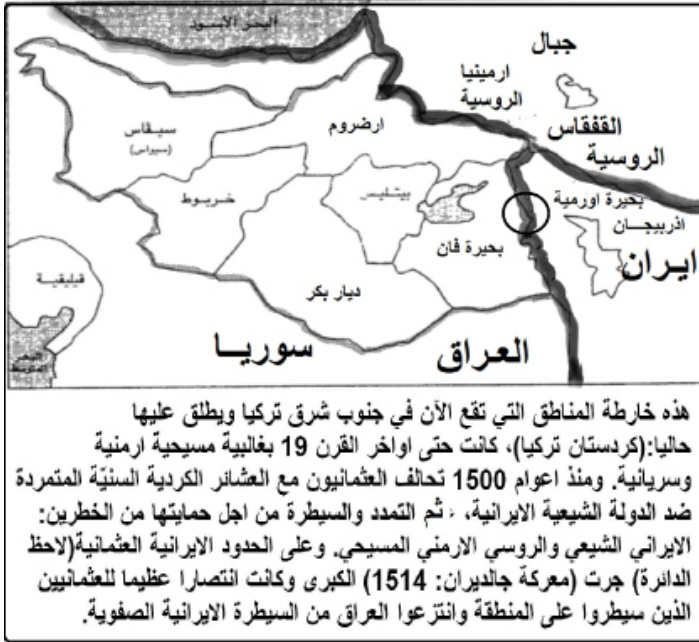 البحر الاسود
جبال
ارمينيا
الروسية
القفقاس
الروسية
سيفاس
(سيواس)
ارضروم
خربوط
بيتليس
بحيرة اورمية
اذربيجـــان
ايران
بحيرة فان
قيليقية
ديار بكر
البحر
المتوسط
سوريـــا
العراق
هذه خارطة المناطق التي تقع الآن في جنوب شرق تركيا ويطلق عليها
حاليا:(كردستان تركيا)، كانت حتى اواخر القرن 19 بغالبية مسيحية ارمنية
وسريانية. ومنذ اعوام 1500 تحالف العثمانيون مع العشائر الكردية السنيّة المتمردة
ضد الدولة الشيعية الايرانية، ثم التمدد والسيطرة من اجل حمايتها من الخطرين:
الايراني الشيعي والروسي الارمني المسيحي. وعلى الحدود الايرانية العثمانية(لاحظ
الدائرة) جرت (معركة جالديران: 1514) الكبرى وكانت انتصارا عظيما للعثمانيين
الذين سيطروا على المنطقة وانتزعوا العراق من السيطرة الايرانية الصفوية.